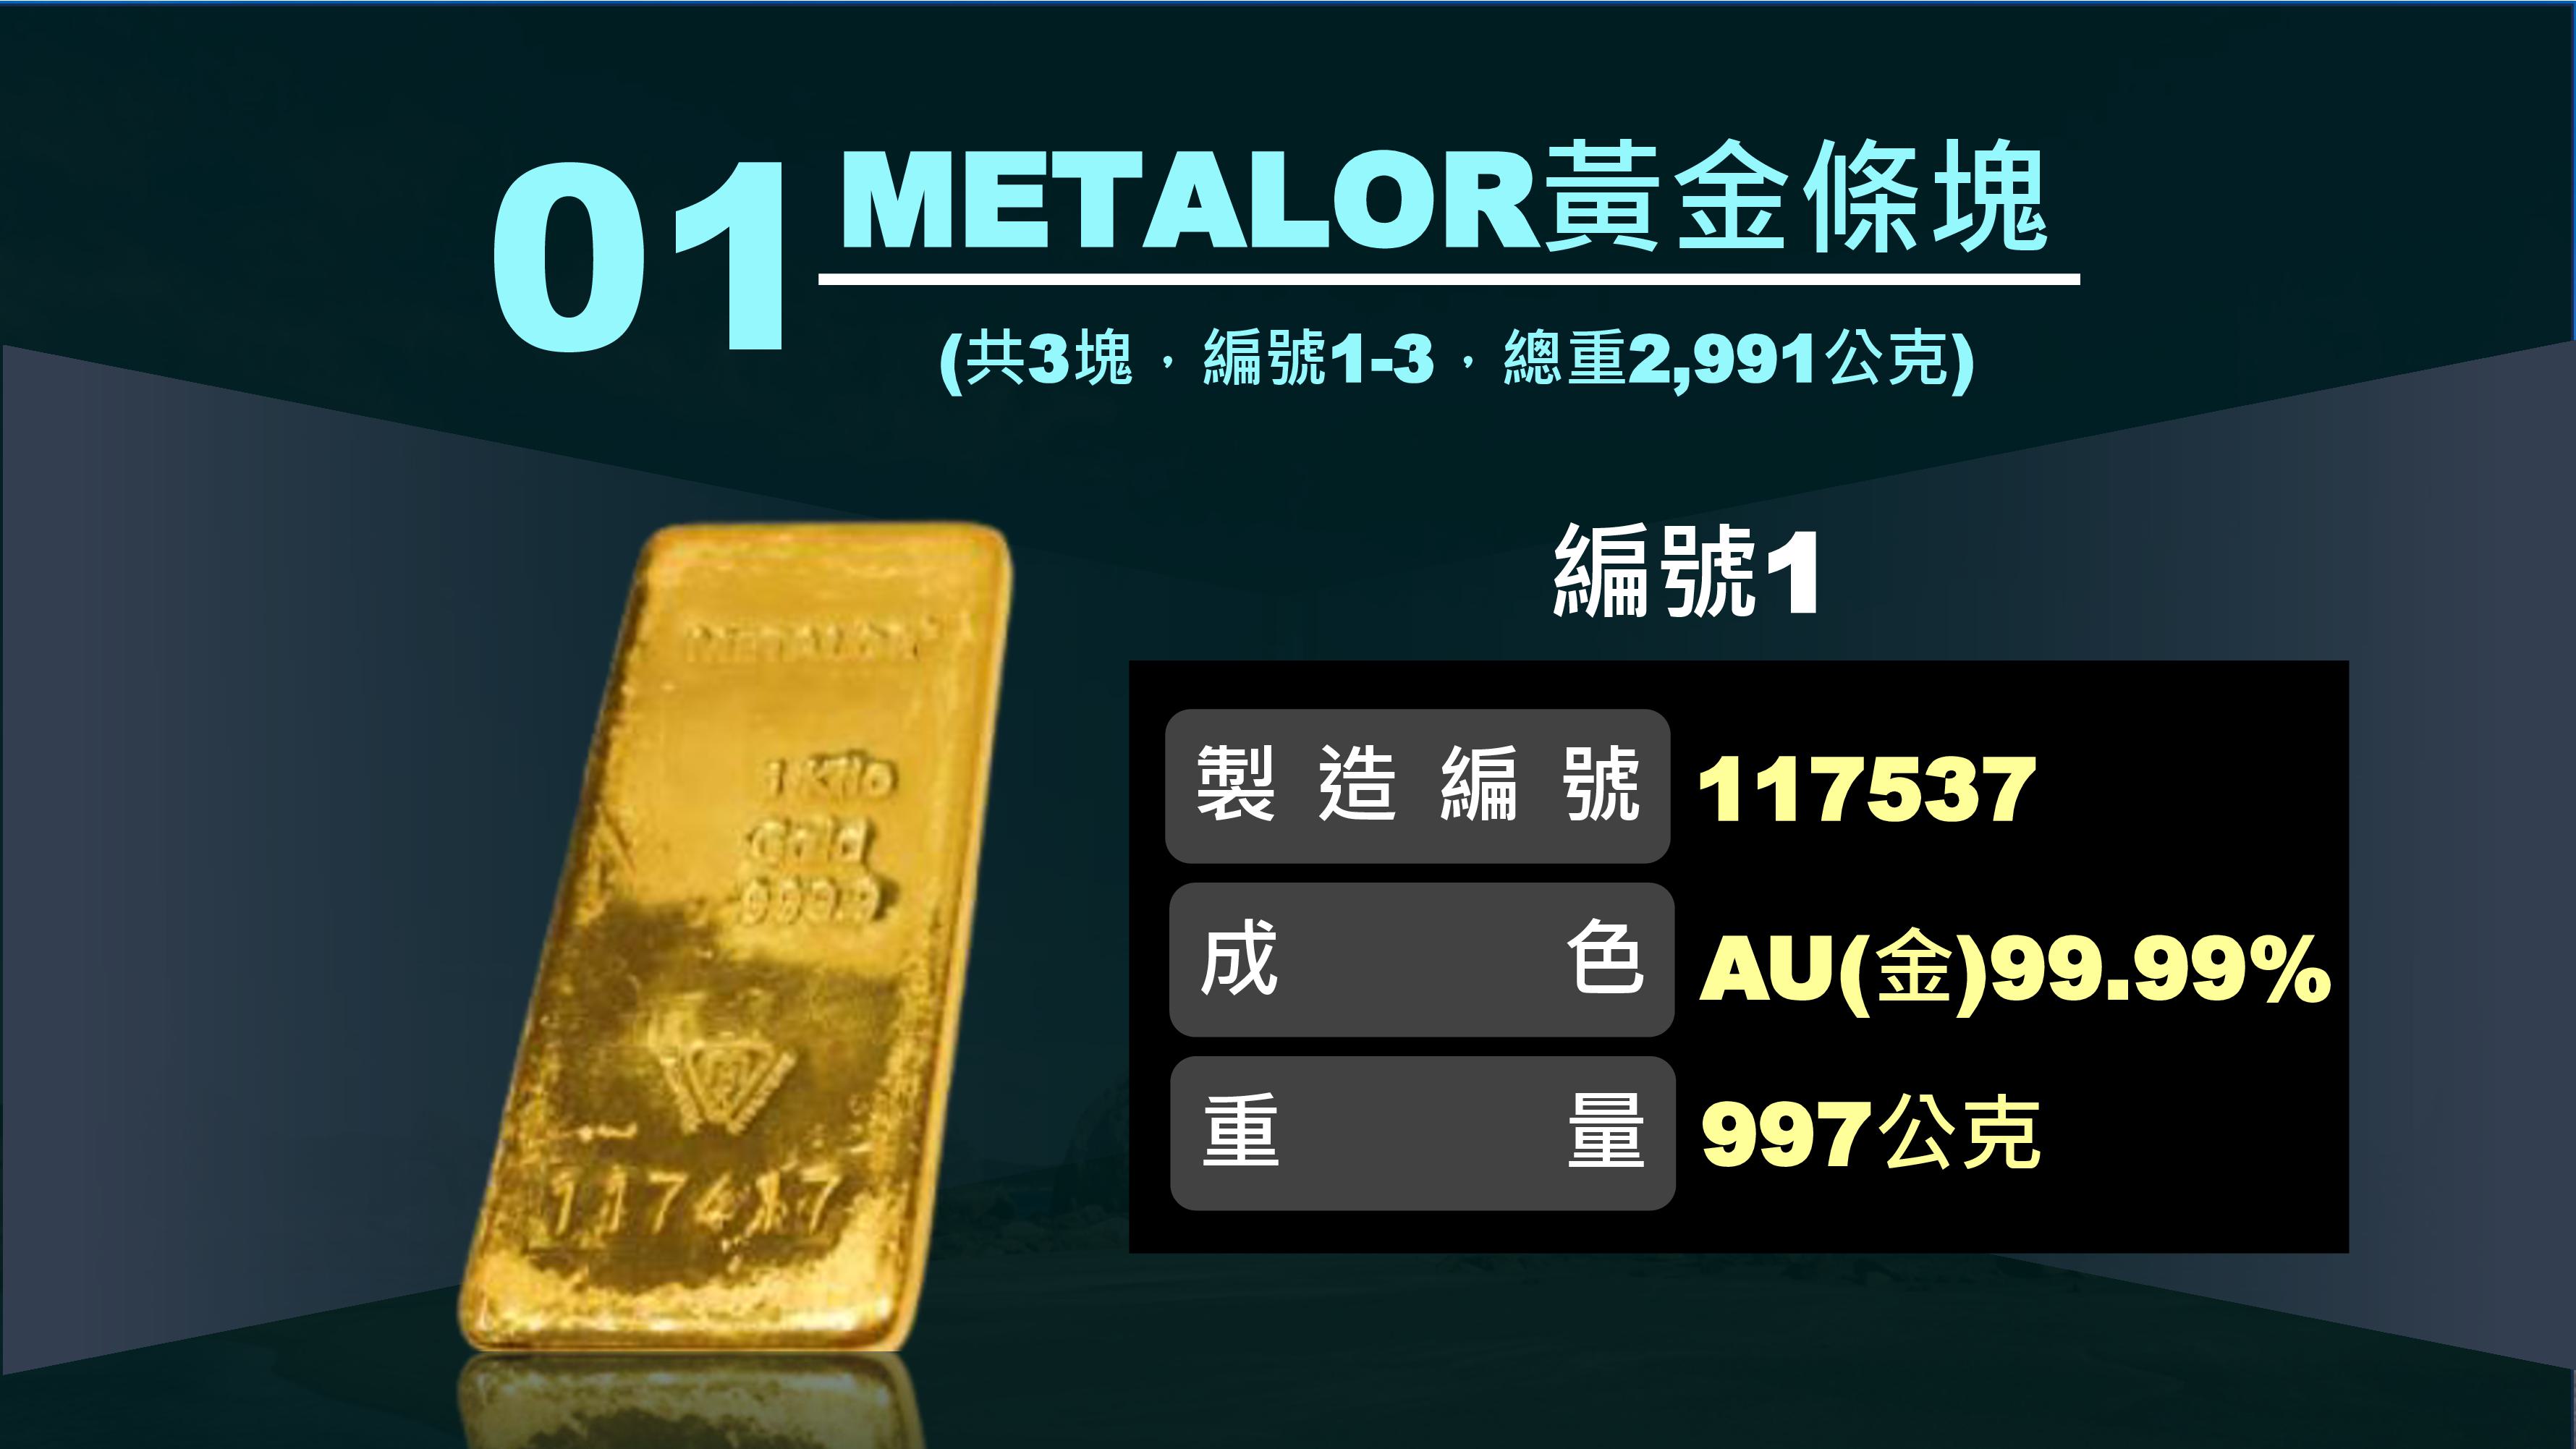 01
METALOR黃金條塊
(共3塊，編號1-3，總重2,991公克)
編號1
製造編號 117537
成色 AU(金)99.99%
重量 997公克
METALOR
1 Kilo
Gold
999.9